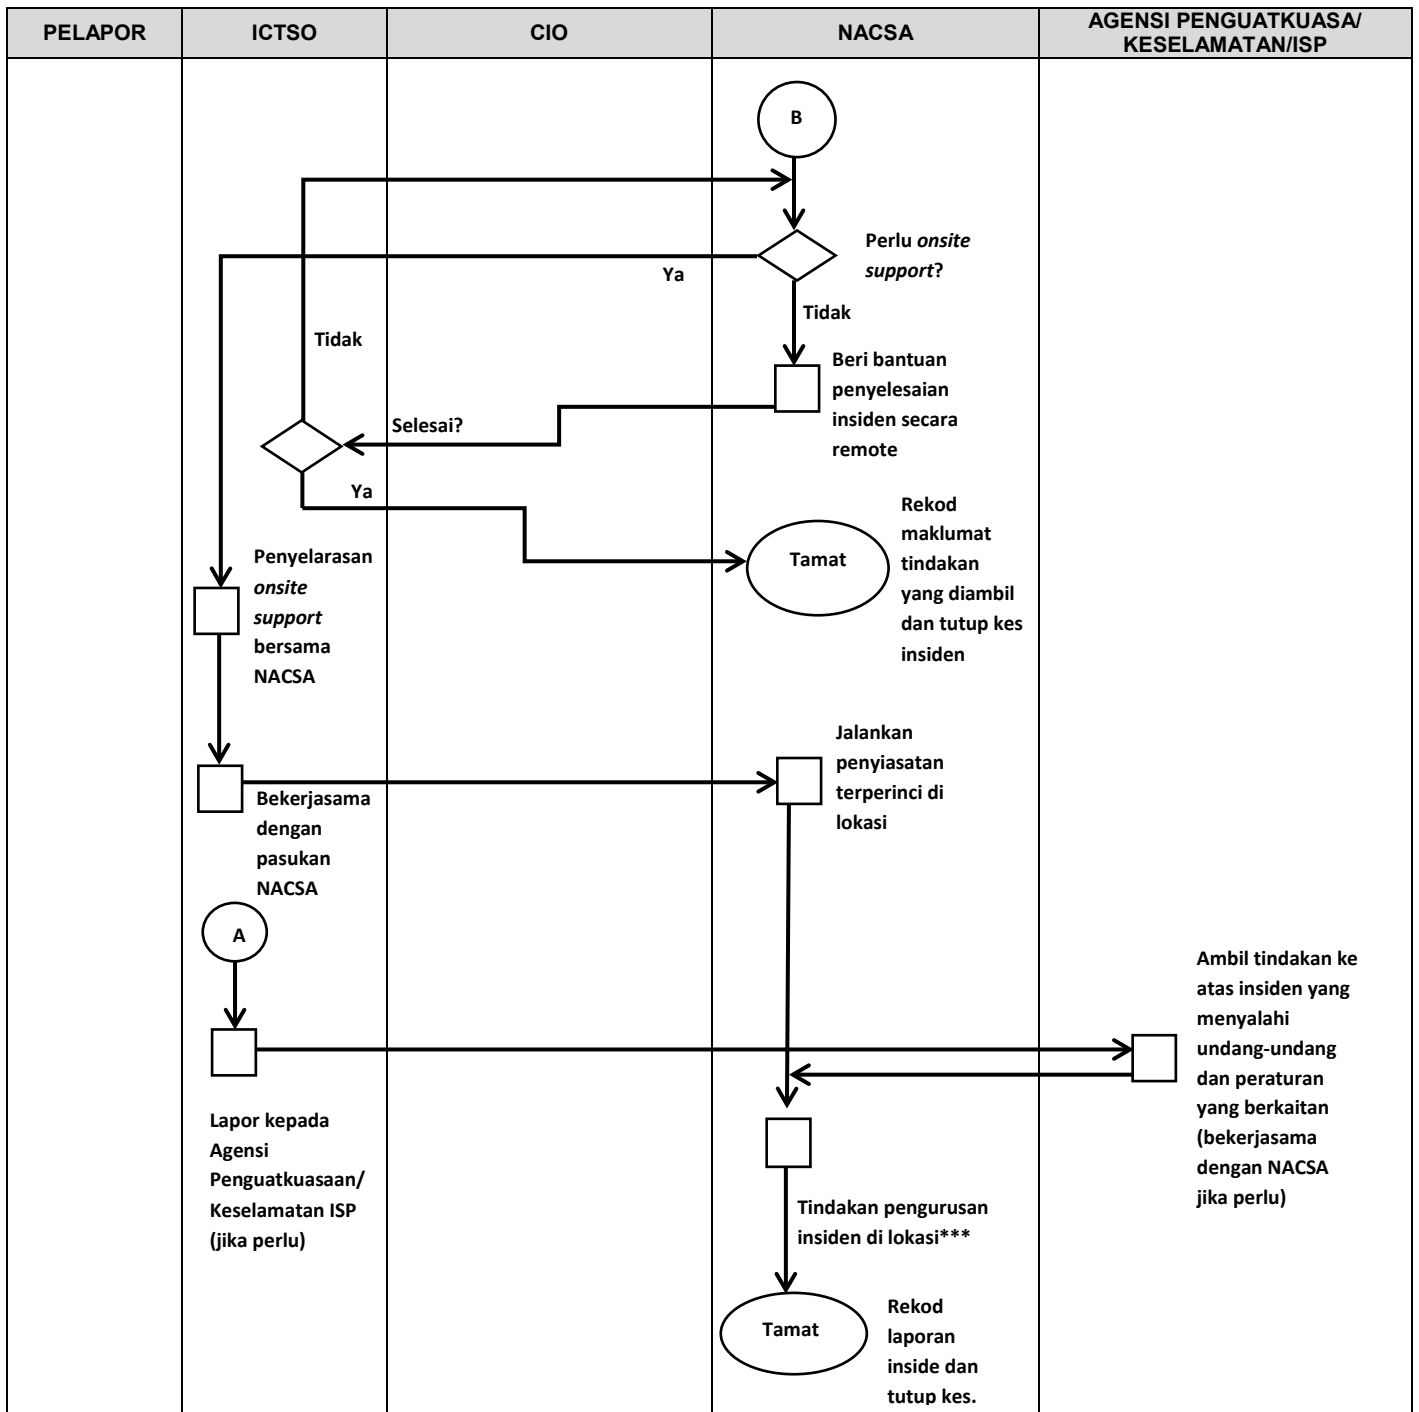 PELAPOR
ICTSO
CIO
NACSA
AGENSI PENGUATKUASA/
KESELAMATAN/ISP
B
Perlu onsite
support?
Ya
Tidak
Tidak
Beri bantuan
penyelesaian
insiden secara
remote
Selesai?
Ya
Rekod
maklumat
tindakan
yang diambil
dan tutup kes
insiden
Tamat
Penyelarasan
onsite
support
bersama
NACSA
Jalankan
penyiasatan
terperinci di
lokasi
Bekerjasama
dengan
pasukan
NACSA
A
Ambil tindakan ke
atas insiden yang
menyalahi
undang-undang
dan peraturan
yang berkaitan
(bekerjasama
dengan NACSA
jika perlu)
Lapor kepada
Agensi
Penguatkuasaan/
Keselamatan ISP
(jika perlu)
Tindakan pengurusan
insiden di lokasi***
Tamat
Rekod
laporan
inside dan
tutup kes.